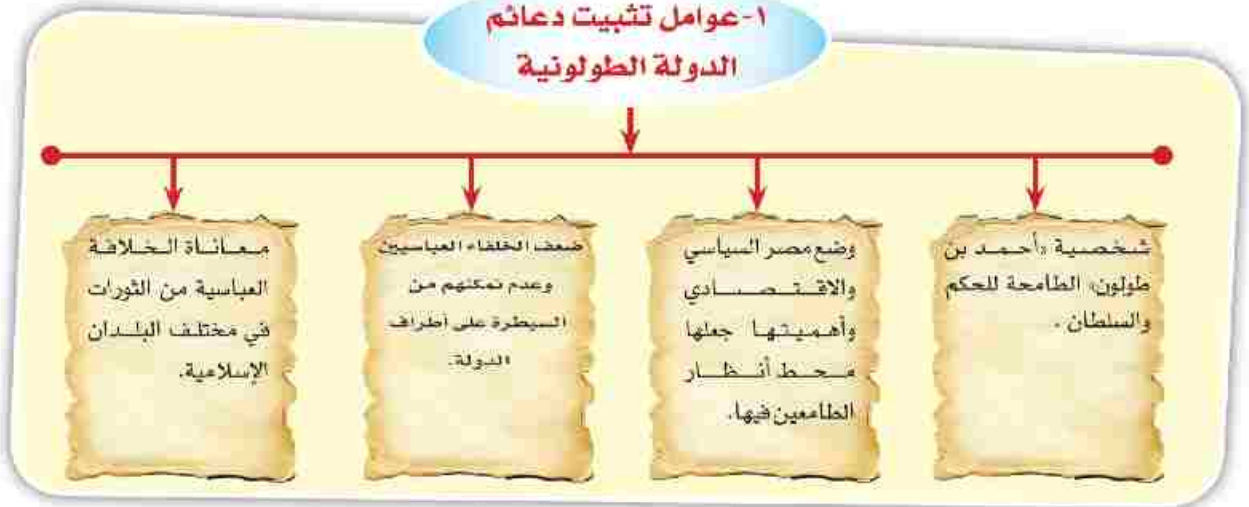 ١-عوامل تثبيت دعائم
الدولة الطولونية
شخصية «أحمد بن
طولون» الطامحة للحكم
والسلطان .
وضع مصر السياسي
والاقتصادي
وأهميتها جعلها
محط أنظار
الطامعين فيها.
ضعف الخلفاء العباسيين
وعدم تمكنهم من
السيطرة على أطراف
الدولة.
معاناة الخلافة
العباسية من الثورات
في مختلف البلدان
الإسلامية.